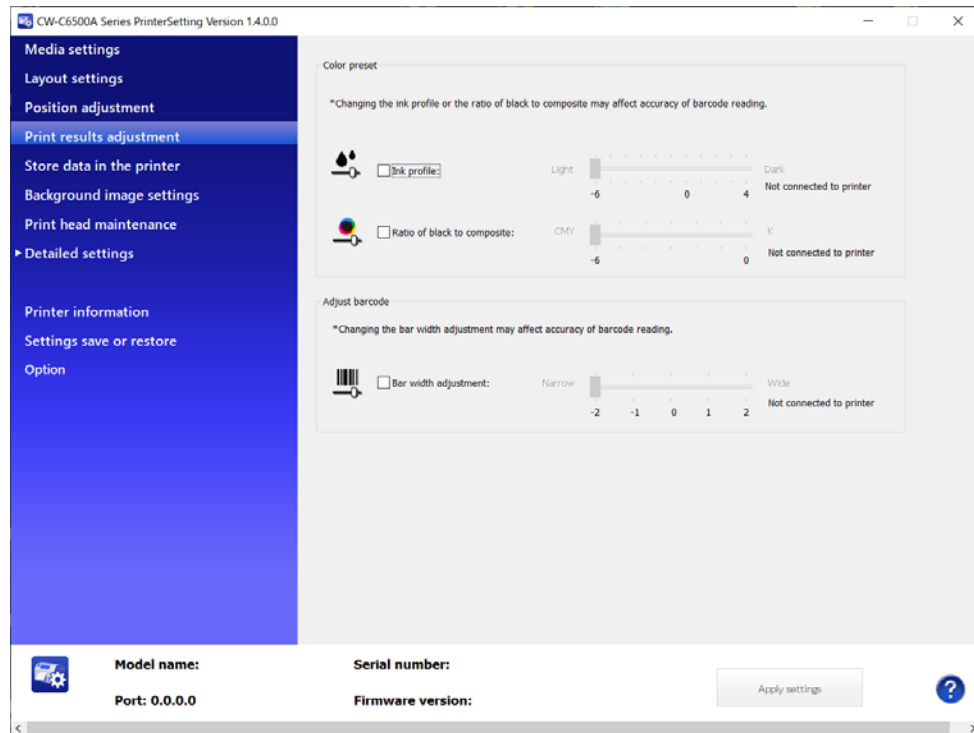 CW-C6500A Series PrinterSetting Version 1.4.0.0
Media settings
Layout settings
Position adjustment
Print results adjustment
Store data in the printer
Background image settings
Print head maintenance
Detailed settings
Printer information
Settings save or restore
Option
Color preset
*Changing the ink profile or the ratio of black to composite may affect accuracy of barcode reading.
Ink profile: Light Dark
-6 0 4 Not connected to printer
Ratio of black to composite: CMY K
-6 0 Not connected to printer
Adjust barcode
*Changing the bar width adjustment may affect accuracy of barcode reading.
Bar width adjustment: Narrow Wide
-2 -1 0 1 2 Not connected to printer
Model name: Serial number:
Port: 0.0.0.0 Firmware version:
Apply settings
?